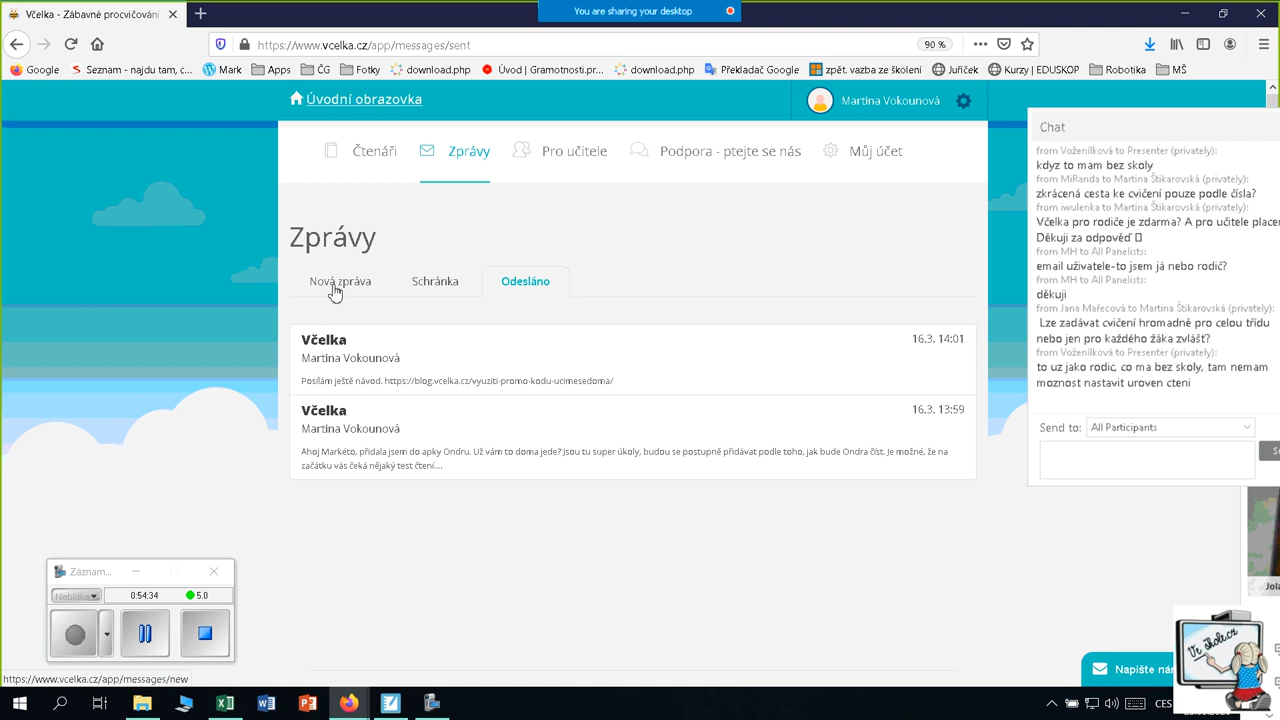 Včelka - Zábavné procvičování
You are sharing your desktop
https://www.vcelka.cz/app/messages/sent
90 %
Google
Seznam - najdu tam, c...
Mark
Apps
ČG
Fotky
download.php
Úvod | Gramotnosti.pr...
download.php
Překladač Google
zpět. vazba ze školení
Juříček
Kurzy | EDUSKOP
Robotika
MŠ
Úvodní obrazovka
Martina Vokounová
Čtenáři
Zprávy
Pro učitele
Podpora - ptejte se nás
Můj účet
Zprávy
Nová zpráva
Schránka
Odesláno
Včelka
16.3. 14:01
Martina Vokounová
Posílám ještě návod. https://blog.vcelka.cz/vyuziti-promo-kodu-ucimesedoma/
Včelka
16.3. 13:59
Martina Vokounová
Ahoj Markéto, přidala jsem do apky Ondru. Už vám to doma jede? Jsou tu super úkoly, budou se postupně přidávat podle toho, jak bude Ondra číst. Je možné, že na
začátku vás čeká nějaký test čtení....
Chat
from Voženílková to Presenter (privately):
kdyz to mam bez skoly
from MiRanda to Martina Štikarovská (privately):
zkrácená cesta ke cvičení pouze podle čísla?
from iwulenka to Martina Štikarovská (privately):
Včelka pro rodiče je zdarma? A pro učitele place
Děkuji za odpověď
from MH to All Panelists:
email uživatele-to jsem já nebo rodič?
from MH to All Panelists:
děkuji
from Jana Mařecová to Martina Štikarovská (privately):
Lze zadávat cvičení hromadně pro celou třídu
nebo jen pro každého žáka zvlášť?
from Voženílková to Presenter (privately):
to uz jako rodic, co ma bez skoly, tam nemam
moznost nastavit uroven cteni
Send to:
All Participants
Záznam...
Nabídka
0:54:34
5.0
https://www.vcelka.cz/app/messages/new
Napište nám
Ve škole.cz
CES